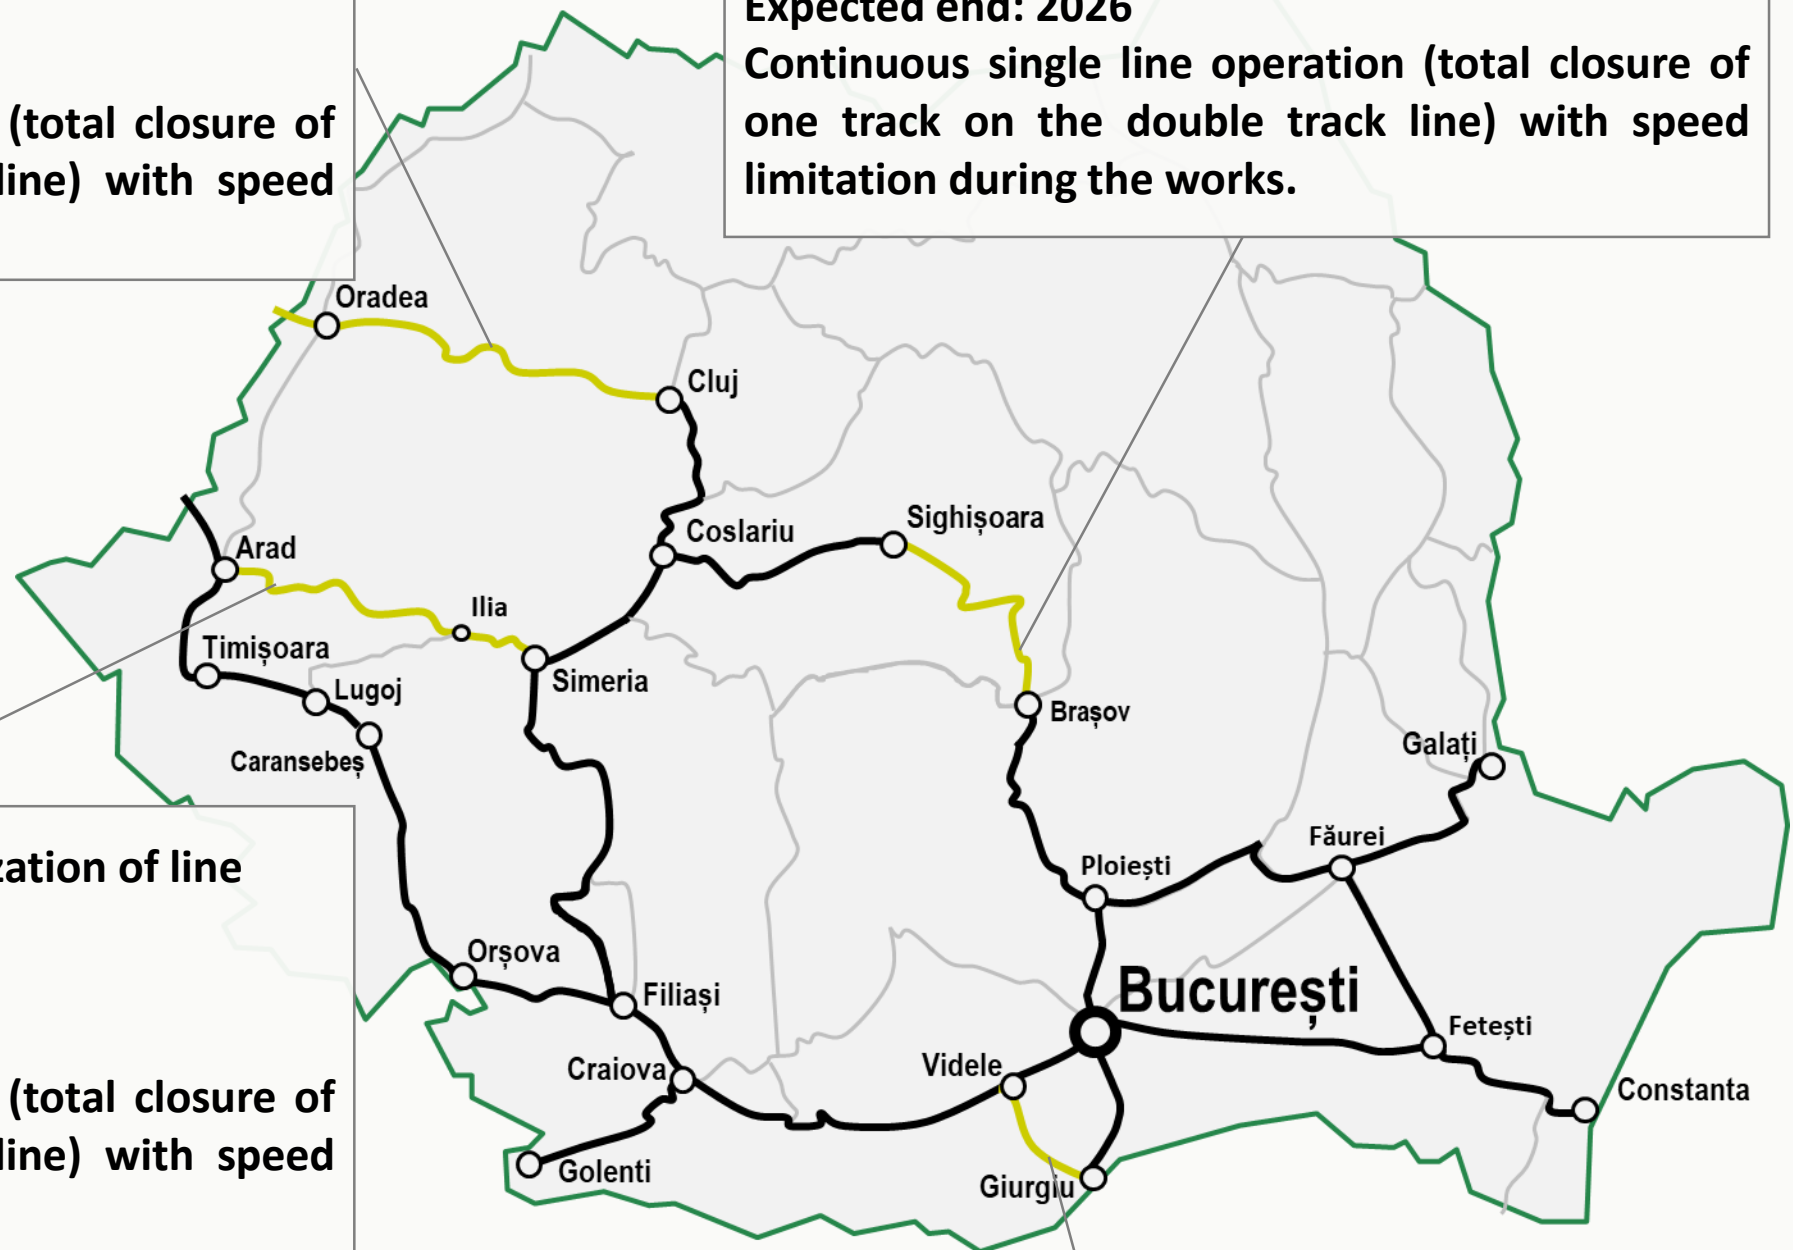 (total closure of
line) with speed
Expected end: 2026
Continuous single line operation (total closure of
one track on the double track line) with speed
limitation during the works.
Oradea
Cluj
Sighișoara
Coslariu
Arad
Ilia
Timișoara
Simeria
Lugoj
Brașov
Caransebeș
Galați
Făurei
Ploiești
zation of line
Orșova
Filiași
București
Fetești
Videle
Craiova
Constanta
(total closure of
line) with speed
Golenti
Giurgiu